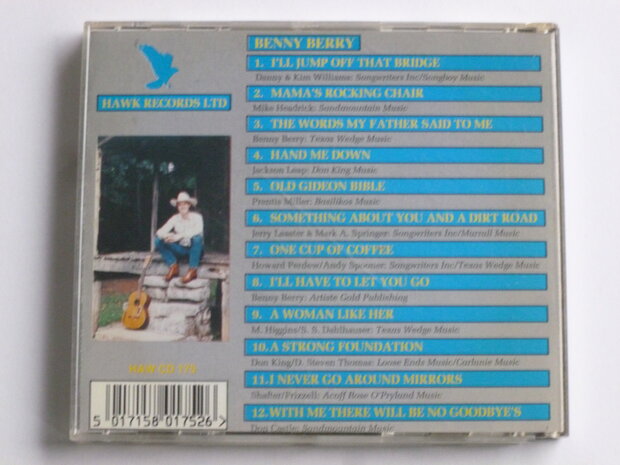 BENNY BERRY
1. I'LL JUMP OFF THAT BRIDGE
Danny & Kim Williams: Songwriters Inc/Songboy Music
2. MAMA'S ROCKING CHAIR
Mike Headrick: Sandmountain Music
3. THE WORDS MY FATHER SAID TO ME
Benny Berry: Texas Wedge Music
4. HAND ME DOWN
Jackson Leap: Don King Music
5. OLD GIDEON BIBLE
Prentis Miller: Basilikos Music
6. SOMETHING ABOUT YOU AND A DIRT ROAD
Jerry Lassater & Mark A. Springer: Songwriters Inc/Murrall Music
7. ONE CUP OF COFFEE
Howard Perdew/Andy Spooner: Songwriters Inc/Texas Wedge Music
8. I'LL HAVE TO LET YOU GO
Benny Berry: Artiste Gold Publishing
9. A WOMAN LIKE HER
M. Higgins/S. S. Dahlhauser: Texas Wedge Music
10. A STRONG FOUNDATION
Don King/D. Steven Thomas: Loose Ends Music/Carlunie Music
11. I NEVER GO AROUND MIRRORS
Shafer/Frizzell: Acuff Rose O'Pryland Music
12. WITH ME THERE WILL BE NO GOODBYE'S
Don Castle: Sandmountain Music
HAWK RECORDS LTD
HAW CD 175
5 017158 017526 >